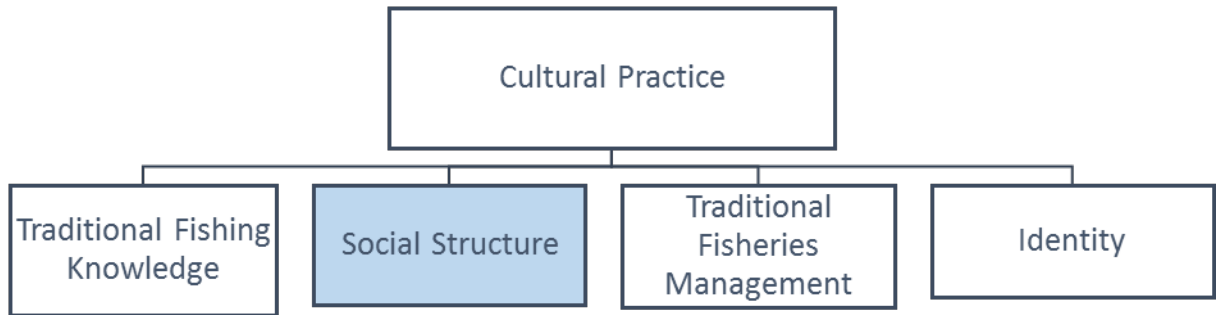 Cultural Practice
Traditional Fishing
Knowledge
Social Structure
Traditional
Fisheries
Management
Identity